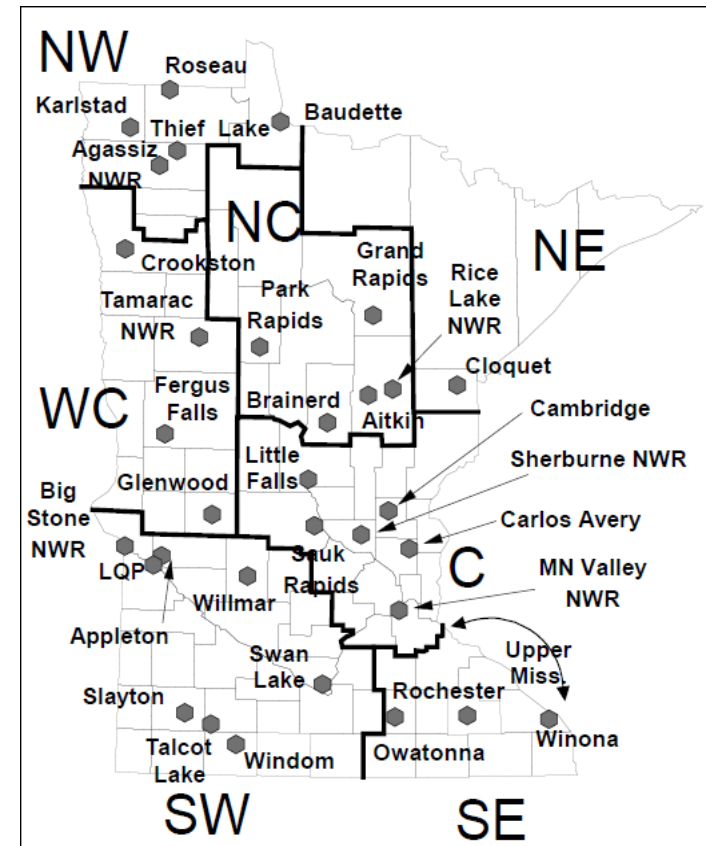 NW
Roseau
Karlstad
Baudette
Thief Lake
Agassiz
NWR
NC
NE
Crookston
Grand
Rapids
Rice
Lake
NWR
Park
Rapids
Tamarac
NWR
Cloquet
WC
Fergus
Falls
Brainerd
Aitkin
Cambridge
Little
Falls
Sherburne NWR
Glenwood
Big
Stone
NWR
Carlos Avery
Sauk
Rapids
C
LQP
Willmar
MN Valley
NWR
Appleton
Swan
Lake
Upper
Miss.
Slayton
Rochester
Talcot
Lake
Windom
Owatonna
Winona
SW
SE